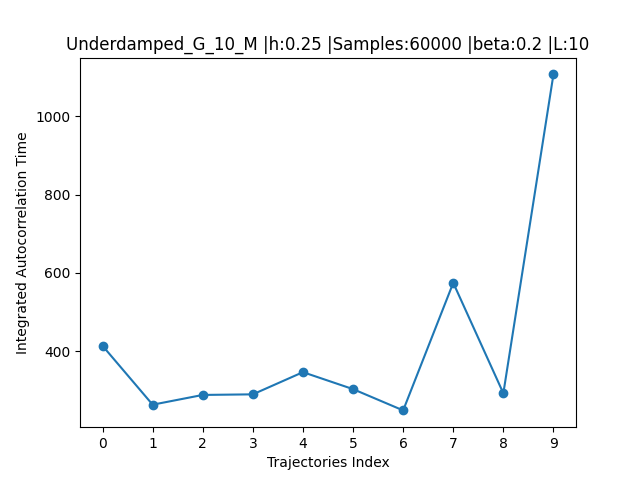 Underdamped_G_10_M |h:0.25 |Samples:60000 |beta:0.2 |L:10
Integrated Autocorrelation Time
1000
800
600
400
0 1 2 3 4 5 6 7 8 9
Trajectories Index